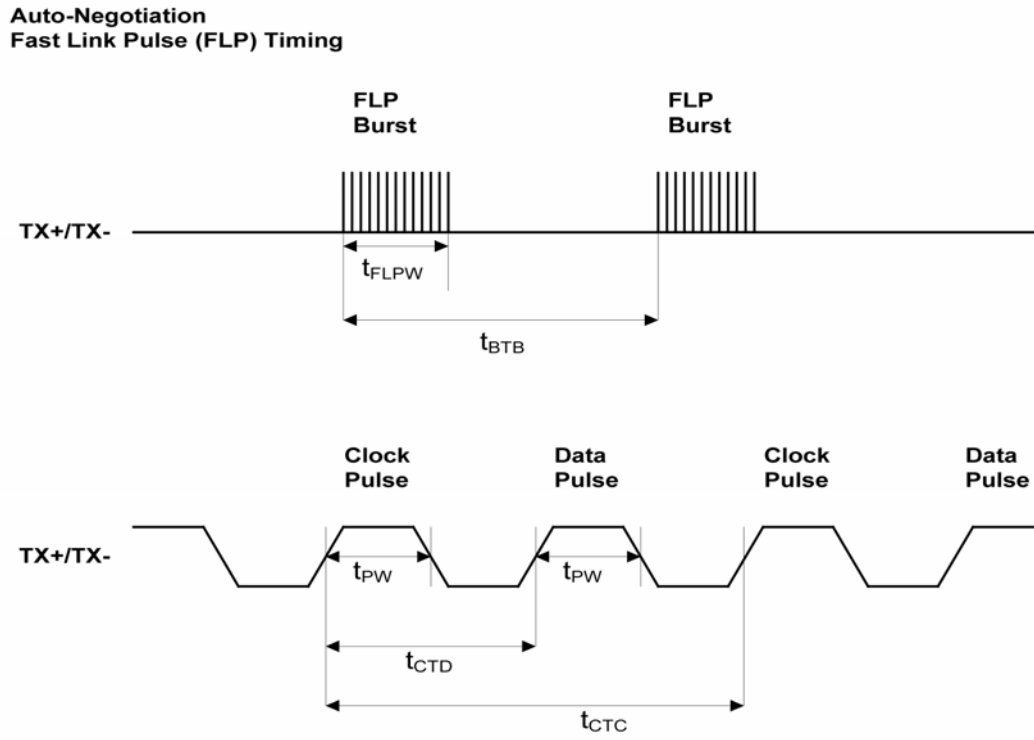 Auto-Negotiation
Fast Link Pulse (FLP) Timing
FLP
Burst
FLP
Burst
TX+/TX-
tFLPW
tBTB
Clock
Pulse
Data
Pulse
Clock
Pulse
Data
Pulse
TX+/TX-
tPW
tPW
tCTD
tCTC